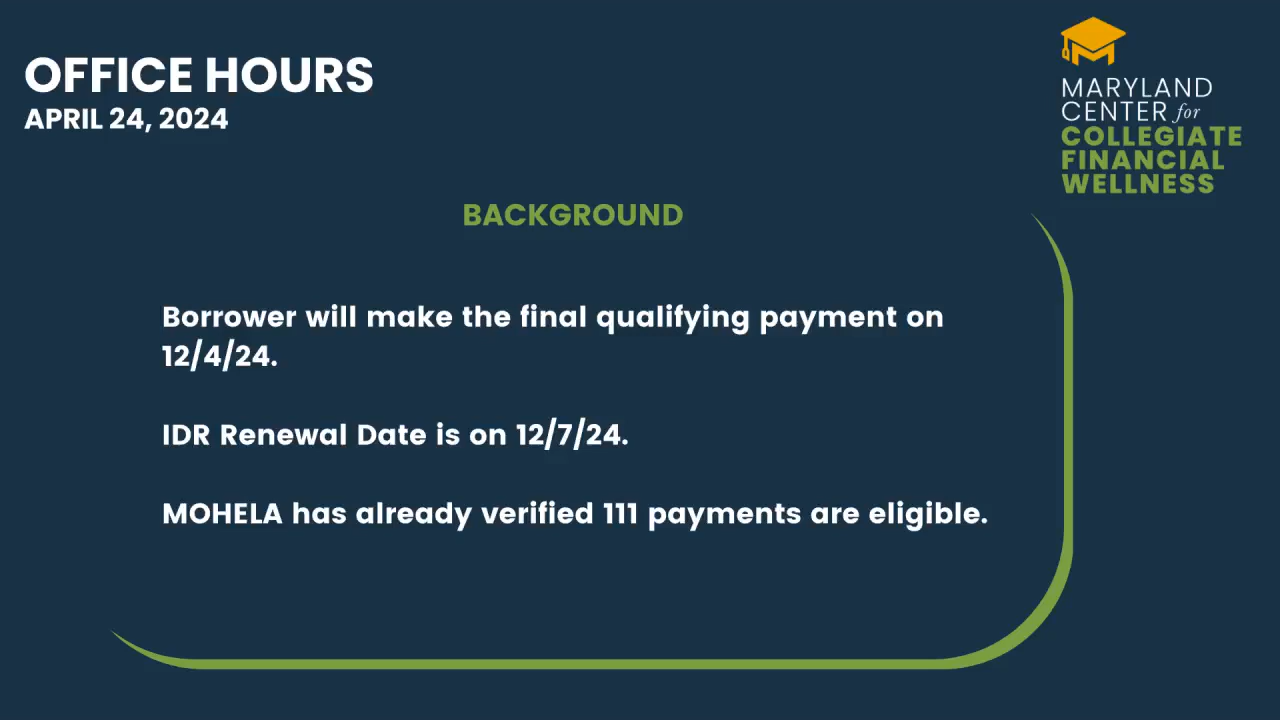 OFFICE HOURS
APRIL 24, 2024
MARYLAND
CENTER for
COLLEGIATE
FINANCIAL
WELLNESS
BACKGROUND
Borrower will make the final qualifying payment on
12/4/24.
IDR Renewal Date is on 12/7/24.
MOHELA has already verified 111 payments are eligible.